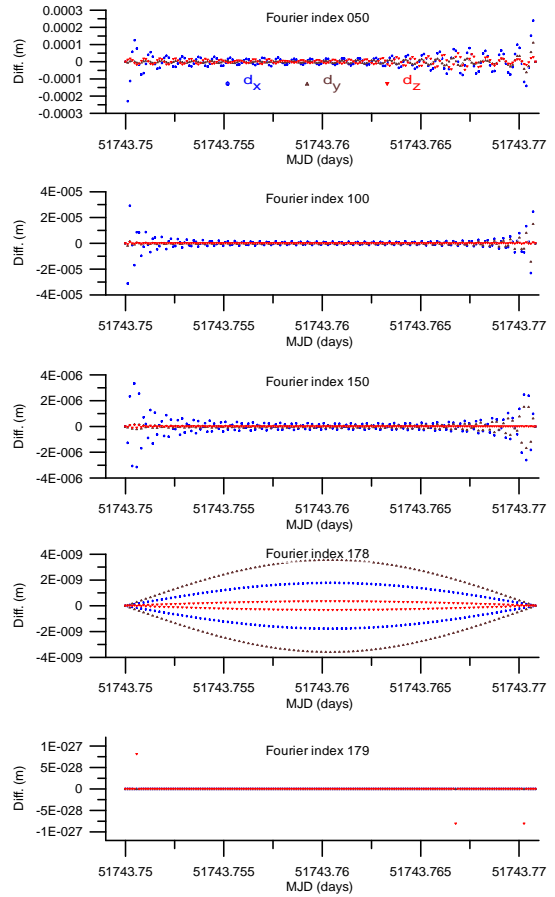 Fourier index 050
0.0003
0.0002
0.0001
0
-0.0001
-0.0002
-0.0003
Diff. (m)
dx dy dz
51743.75 51743.755 51743.76 51743.765 51743.77
MJD (days)
Fourier index 100
4E-005
2E-005
0
-2E-005
-4E-005
Diff. (m)
51743.75 51743.755 51743.76 51743.765 51743.77
MJD (days)
Fourier index 150
4E-006
2E-006
0
-2E-006
-4E-006
Diff. (m)
51743.75 51743.755 51743.76 51743.765 51743.77
MJD (days)
Fourier index 178
4E-009
2E-009
0
-2E-009
-4E-009
Diff. (m)
51743.75 51743.755 51743.76 51743.765 51743.77
MJD (days)
Fourier index 179
1E-027
5E-028
0
-5E-028
-1E-027
Diff. (m)
51743.75 51743.755 51743.76 51743.765 51743.77
MJD (days)